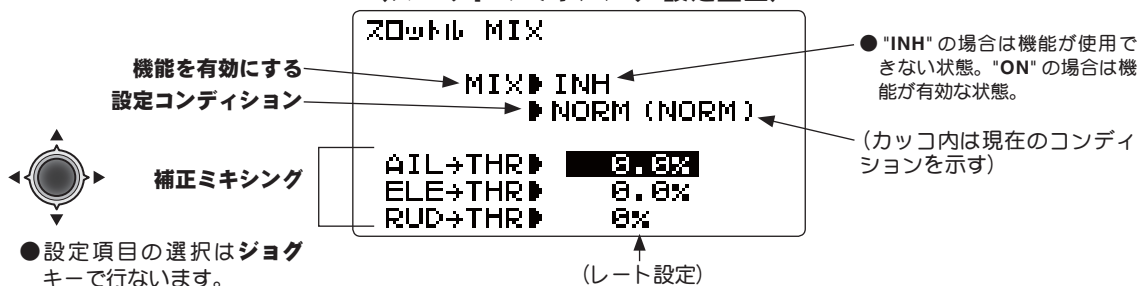 スロットル MIX
機能を有効にする
MIX▶INH
設定コンディション
▶NORM (NORM)
●"INH" の場合は機能が使用で
きない状態。"ON" の場合は機
能が有効な状態。
(カッコ内は現在のコンディ
ションを示す)
補正ミキシング
AIL→THR▶ 0.0%
ELE→THR▶ 0.0%
RUD→THR▶ 0%
(レート設定)
●設定項目の選択はジョグ
キーで行ないます。